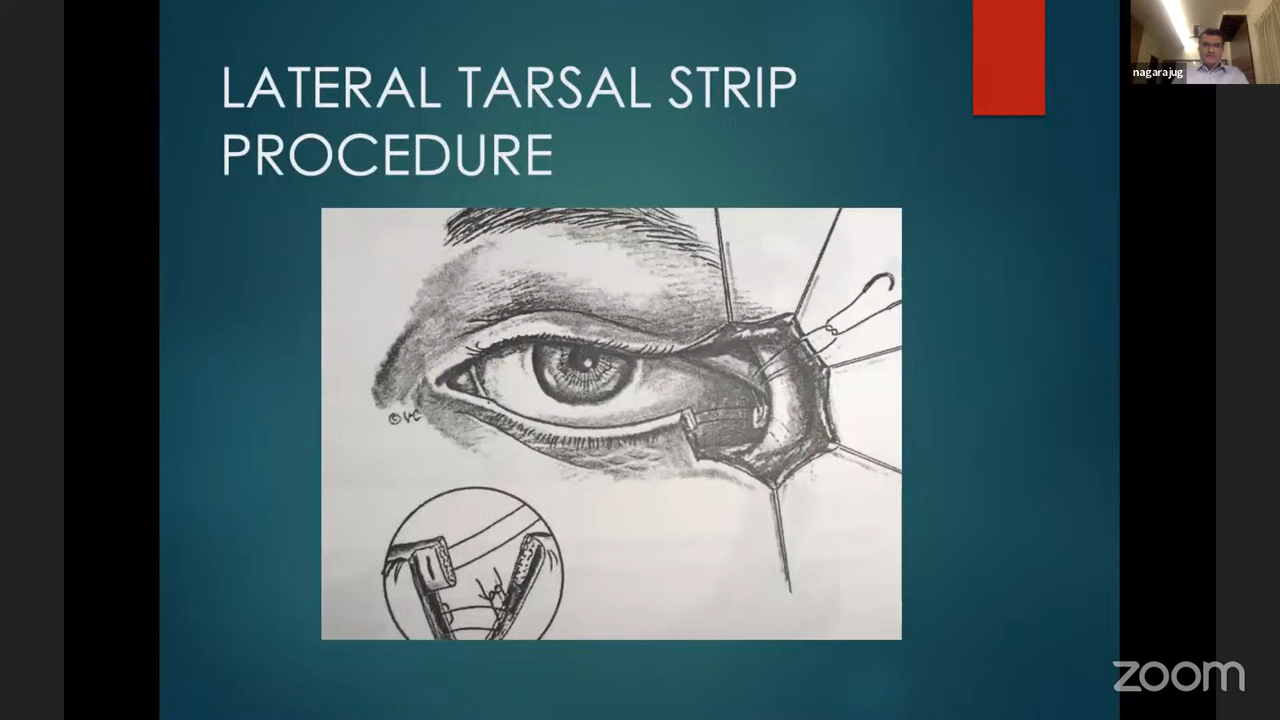 LATERAL TARSAL STRIP
PROCEDURE
nagarajug
©VC
zoom